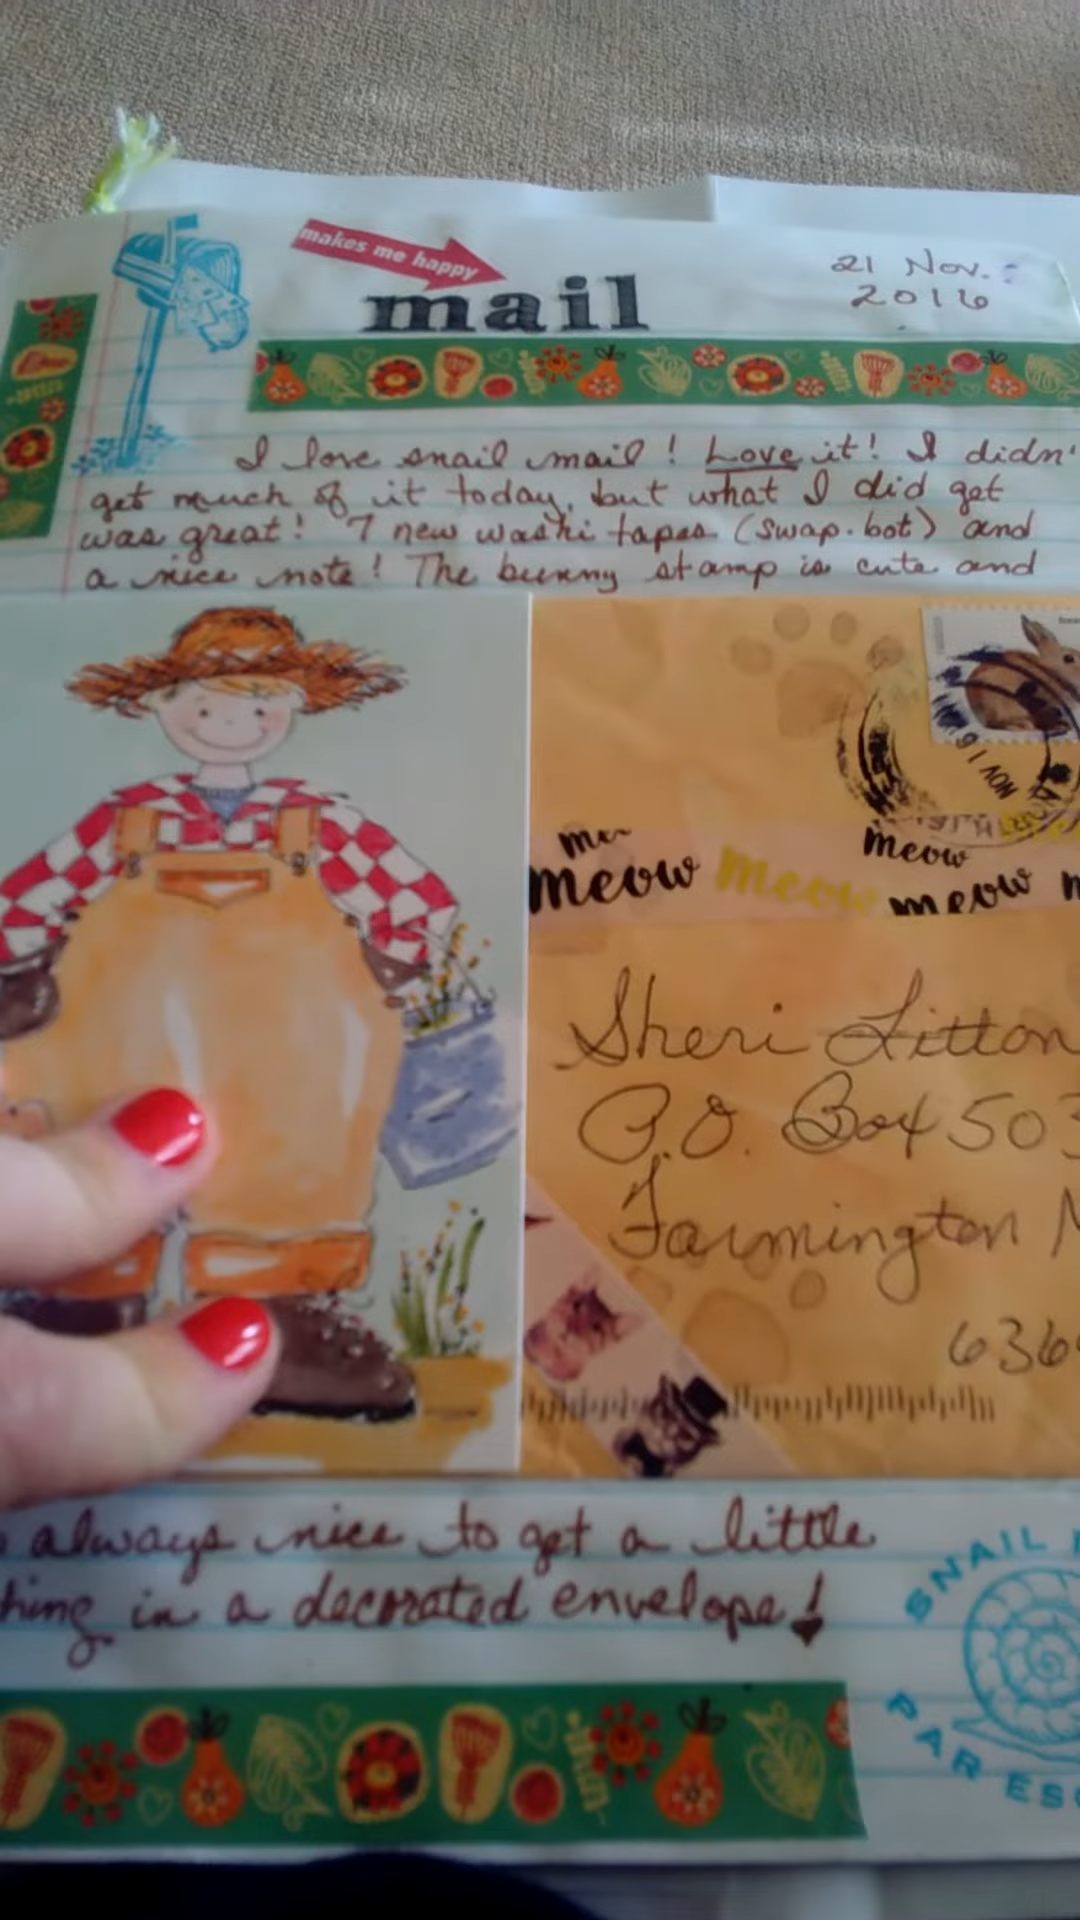 makes me happy
mail
21 Nov.
2016
I love snail mail! Love it! I didn'
get much of it today, but what I did get
was great! 7 new washi tapes (swap-bot) and
a nice note! The bunny stamp is cute and
NOV
meow
meow
meow meow
Sheri Litton
P.O. Box 503
Farmington M
636
always nice to get a little
thing in a decorated envelope!
SNAIL
PAR ES